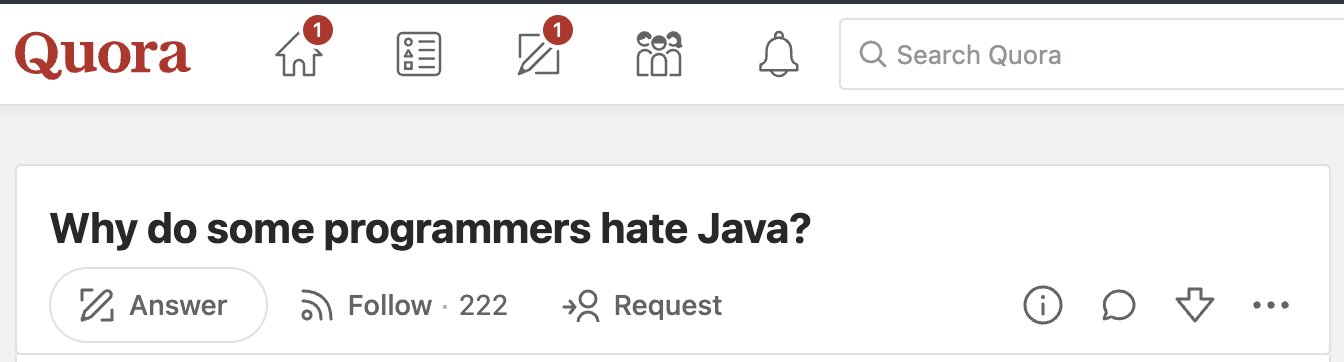 Quora 1 1 Search Quora
Why do some programmers hate Java?
Answer Follow · 222 Request